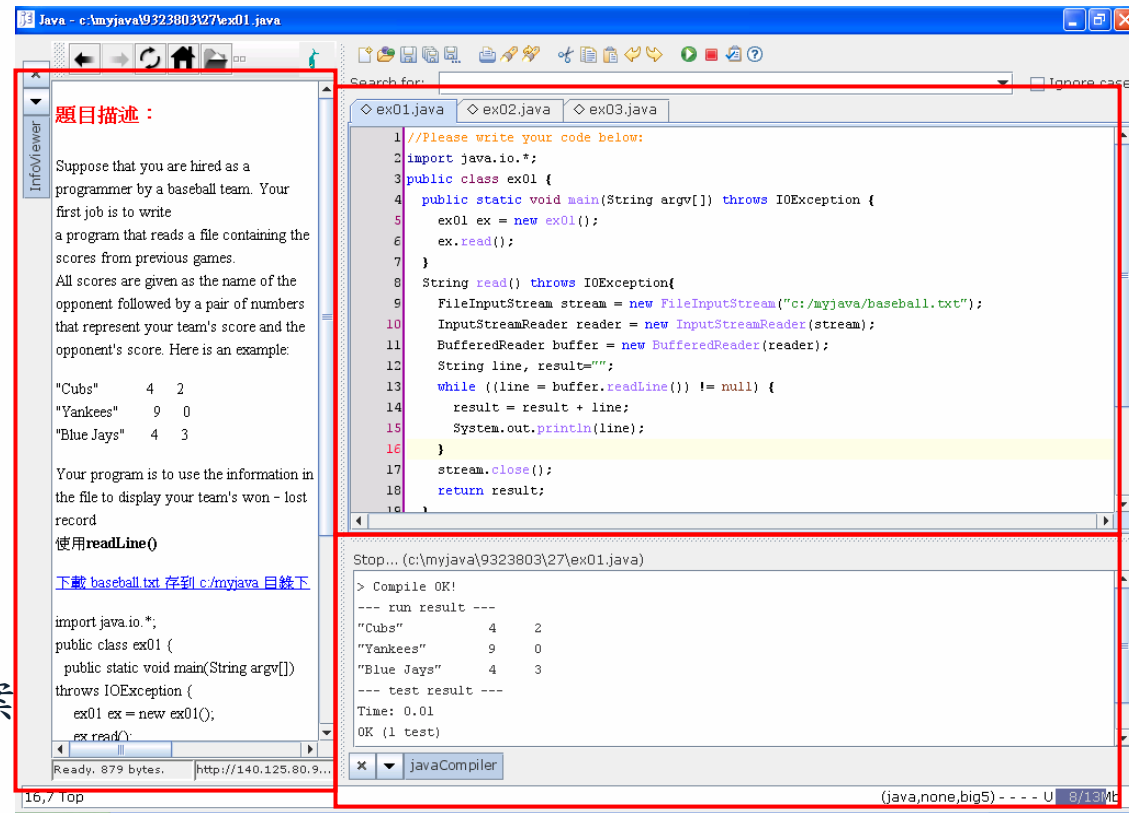 Java - c:\myjava\9323803\27\ex01.java
Search for:
Ignore case
InfoViewer
題目描述：
Suppose that you are hired as a
programmer by a baseball team. Your
first job is to write
a program that reads a file containing the
scores from previous games.
All scores are given as the name of the
opponent followed by a pair of numbers
that represent your team's score and the
opponent's score. Here is an example:
"Cubs" 4 2
"Yankees" 9 0
"Blue Jays" 4 3
Your program is to use the information in
the file to display your team's won - lost
record
使用readLine()
下載 baseball.txt 存到 c:/myjava 目錄下
import java.io.*;
public class ex01 {
public static void main(String argv[])
throws IOException {
ex01 ex = new ex01();
ex.read();
Ready. 879 bytes. http://140.125.80.9...
ex01.java ex02.java ex03.java
1 //Please write your code below:
2 import java.io.*;
3 public class ex01 {
4 public static void main(String argv[]) throws IOException {
5 ex01 ex = new ex01();
6 ex.read();
7 }
8 String read() throws IOException{
9 FileInputStream stream = new FileInputStream("c:/myjava/baseball.txt");
10 InputStreamReader reader = new InputStreamReader(stream);
11 BufferedReader buffer = new BufferedReader(reader);
12 String line, result="";
13 while ((line = buffer.readLine()) != null) {
14 result = result + line;
15 System.out.println(line);
16 }
17 stream.close();
18 return result;
19 }
Stop... (c:\myjava\9323803\27\ex01.java)
> Compile OK!
--- run result ---
"Cubs" 4 2
"Yankees" 9 0
"Blue Jays" 4 3
--- test result ---
Time: 0.01
OK (1 test)
javaCompiler
16,7 Top
(java,none,big5) - - - - U 8/13Mb